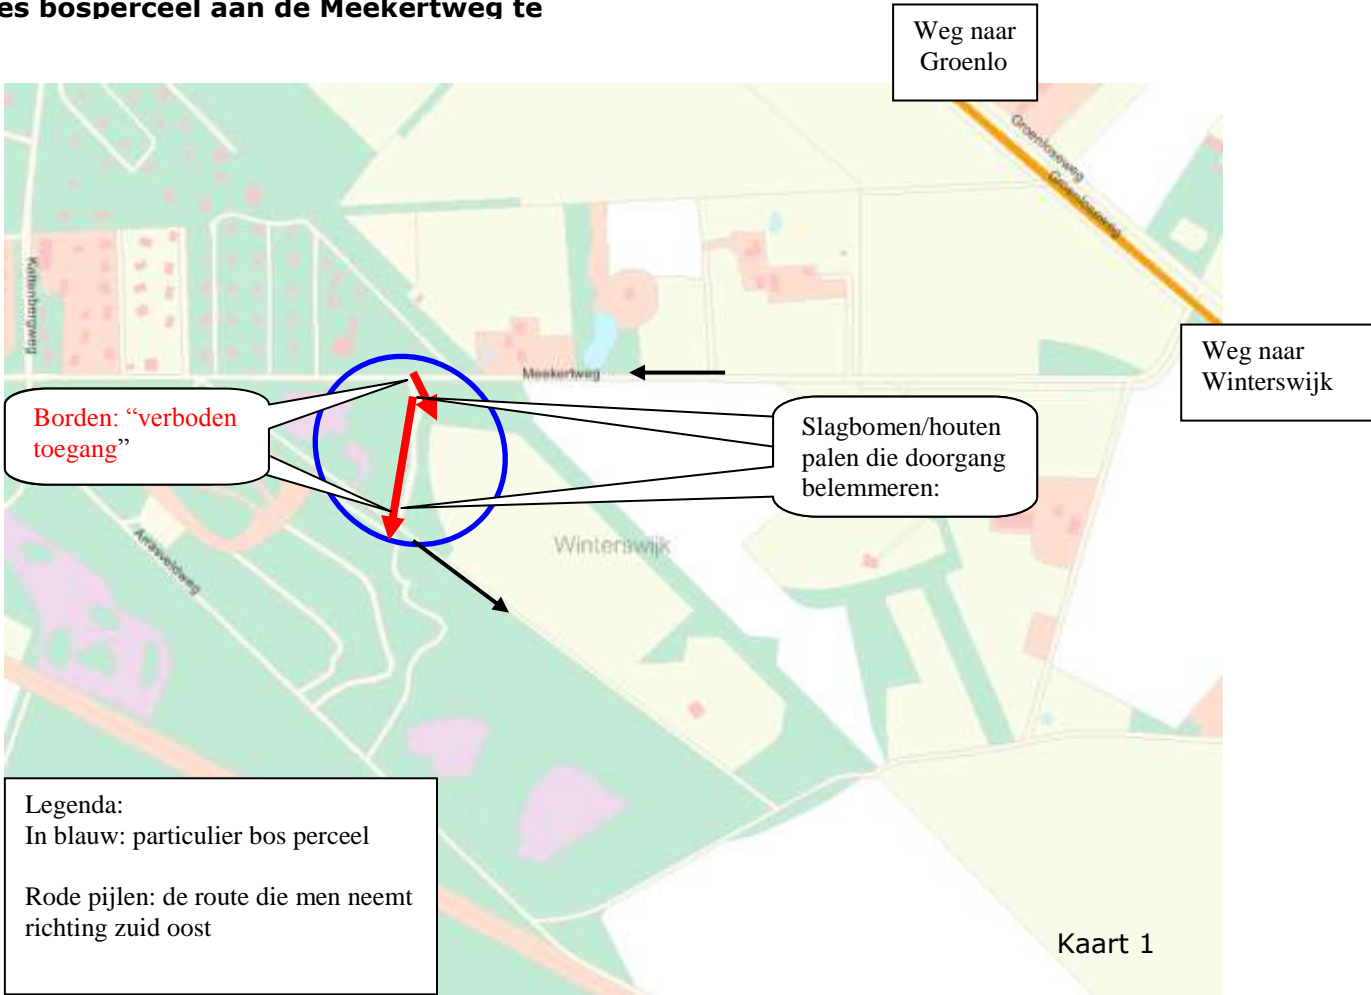 es bosperceel aan de Meekertweg te
Weg naar
Groenlo
Groenloseweg
Groenloseweg
Kattenbergweg
Meekertweg
Weg naar
Winterswijk
Borden: “verboden
toegang”
Slagbomen/houten
palen die doorgang
belemmeren:
Winterswijk
Arrasveldweg
Legenda:
In blauw: particulier bos perceel
Rode pijlen: de route die men neemt
richting zuid oost
Kaart 1